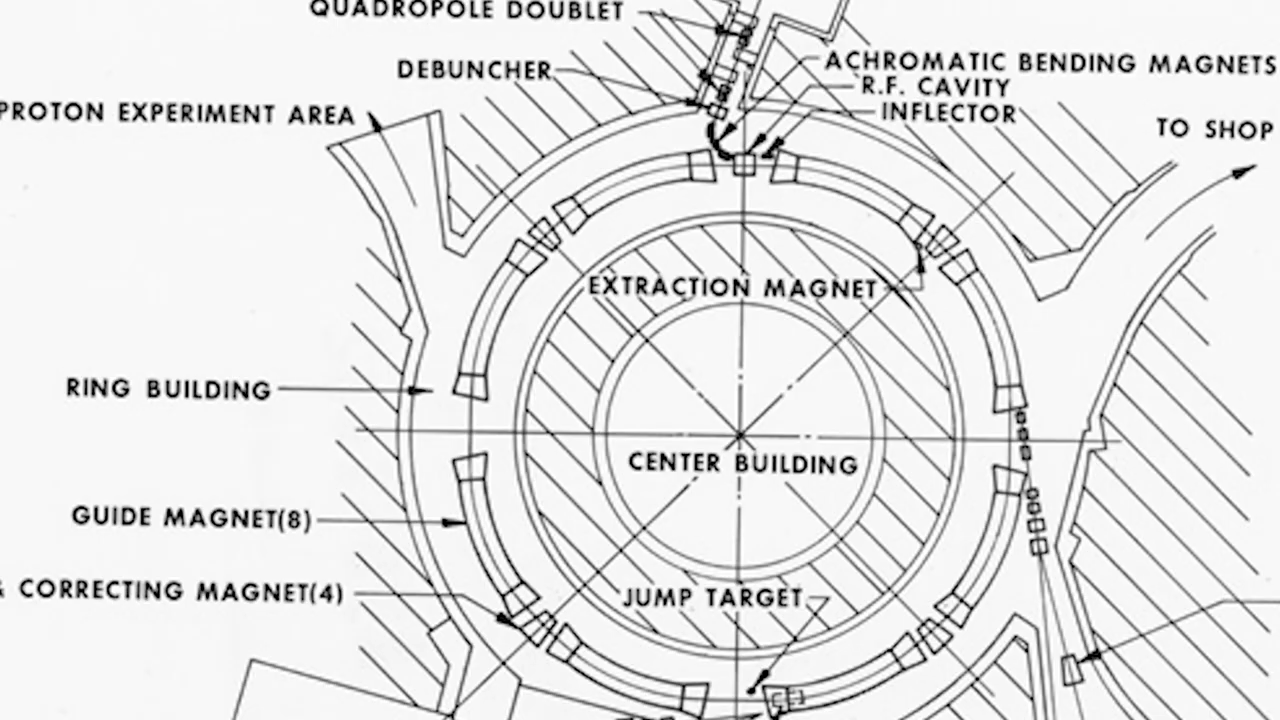 QUADROPOLE DOUBLET
DEBUNCHER
ACHROMATIC BENDING MAGNETS
R.F. CAVITY
INFLECTOR
PROTON EXPERIMENT AREA
TO SHOP
EXTRACTION MAGNET
RING BUILDING
CENTER BUILDING
GUIDE MAGNET(8)
& CORRECTING MAGNET(4)
JUMP TARGET